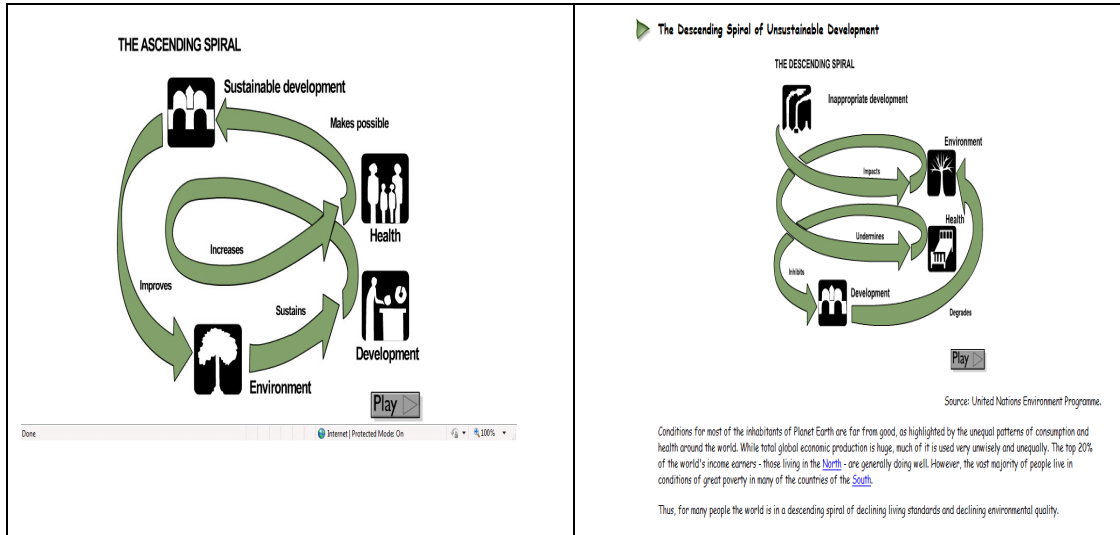 THE ASCENDING SPIRAL
Sustainable development
Makes possible
Health
Increases
Improves
Sustains
Development
Environment
Play
Done
Internet | Protected Mode: On
100%
The Descending Spiral of Unsustainable Development
THE DESCENDING SPIRAL
Inappropriate development
Environment
Impacts
Health
Undermines
Inhibits
Development
Degrades
Play
Source: United Nations Environment Programme.
Conditions for most of the inhabitants of Planet Earth are far from good, as highlighted by the unequal patterns of consumption and
health around the world. While total global economic production is huge, much of it is used very unwisely and unequally. The top 20%
of the world's income earners - those living in the North - are generally doing well. However, the vast majority of people live in
conditions of great poverty in many of the countries of the South.
Thus, for many people the world is in a descending spiral of declining living standards and declining environmental quality.